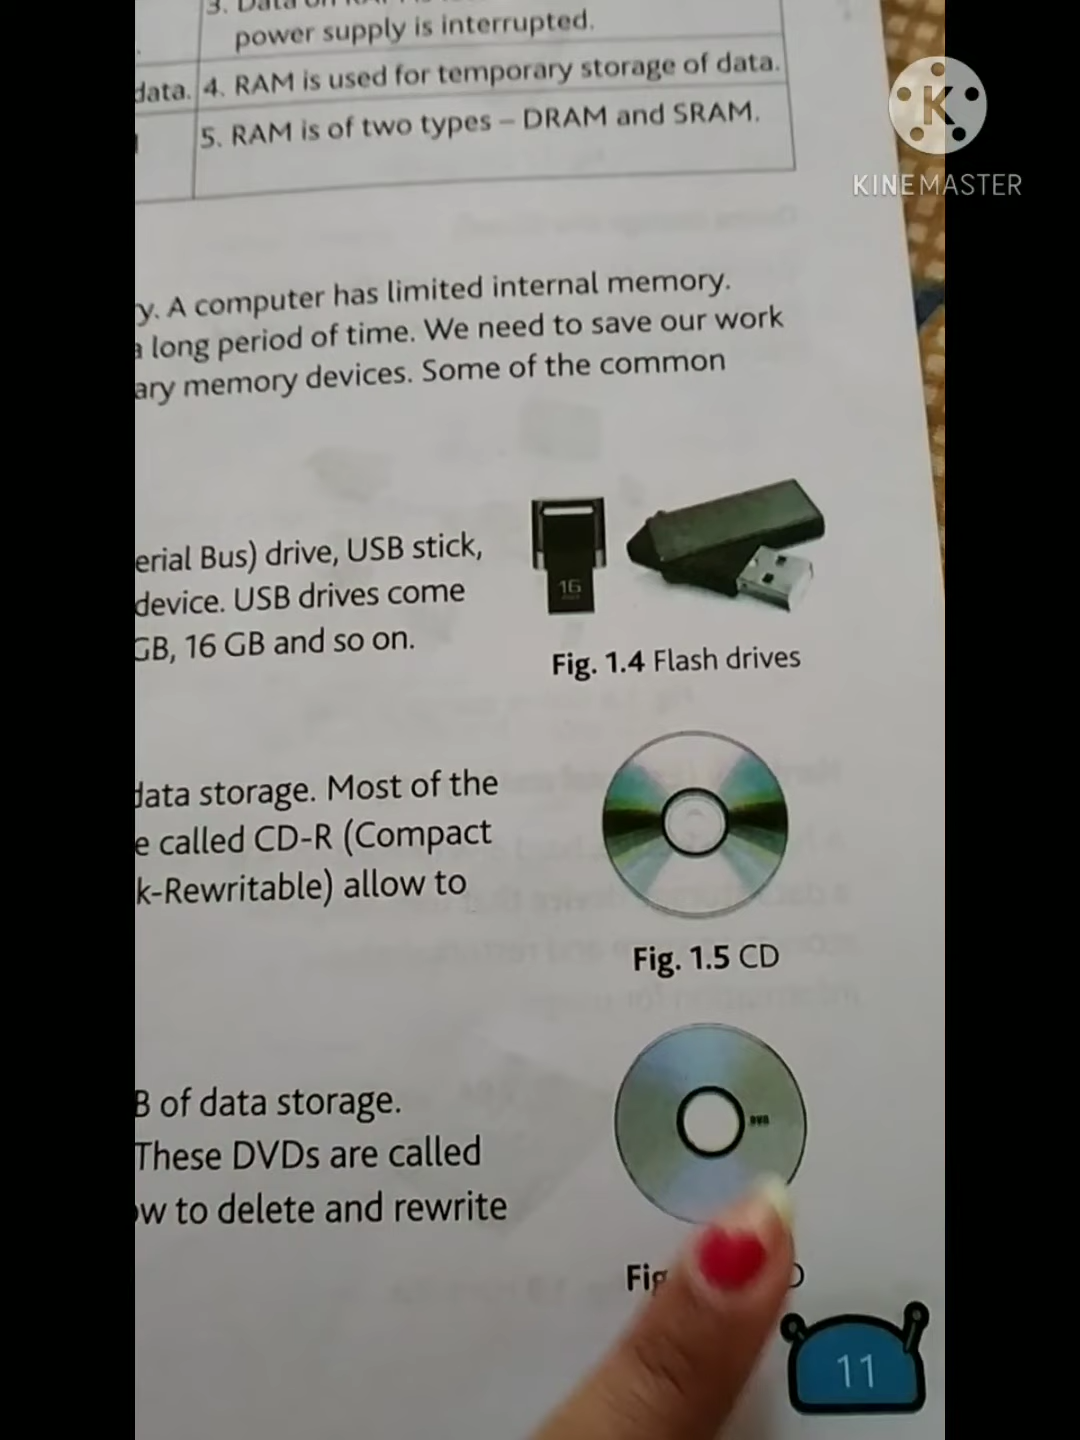 power supply is interrupted.
data. 4. RAM is used for temporary storage of data.
5. RAM is of two types – DRAM and SRAM.
KINEMASTER
y. A computer has limited internal memory.
a long period of time. We need to save our work
ary memory devices. Some of the common
erial Bus) drive, USB stick,
device. USB drives come
GB, 16 GB and so on.
16
Fig. 1.4 Flash drives
data storage. Most of the
e called CD-R (Compact
k-Rewritable) allow to
Fig. 1.5 CD
B of data storage.
These DVDs are called
ow to delete and rewrite
DVD
Fig
D
11